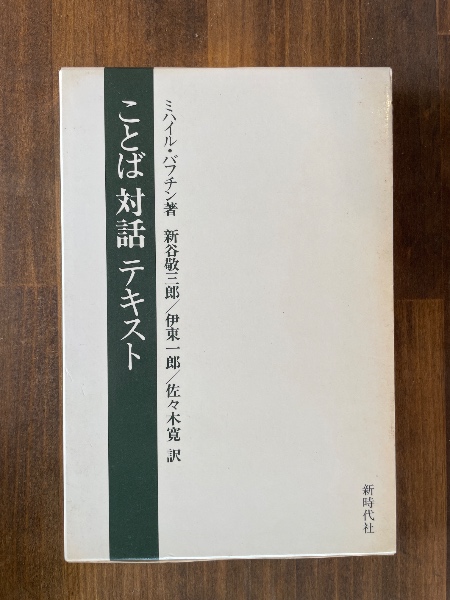 ことば 対話 テキスト
ミハイル・バフチン著 新谷敬三郎/伊東一郎/佐々木寛 訳
新時代社